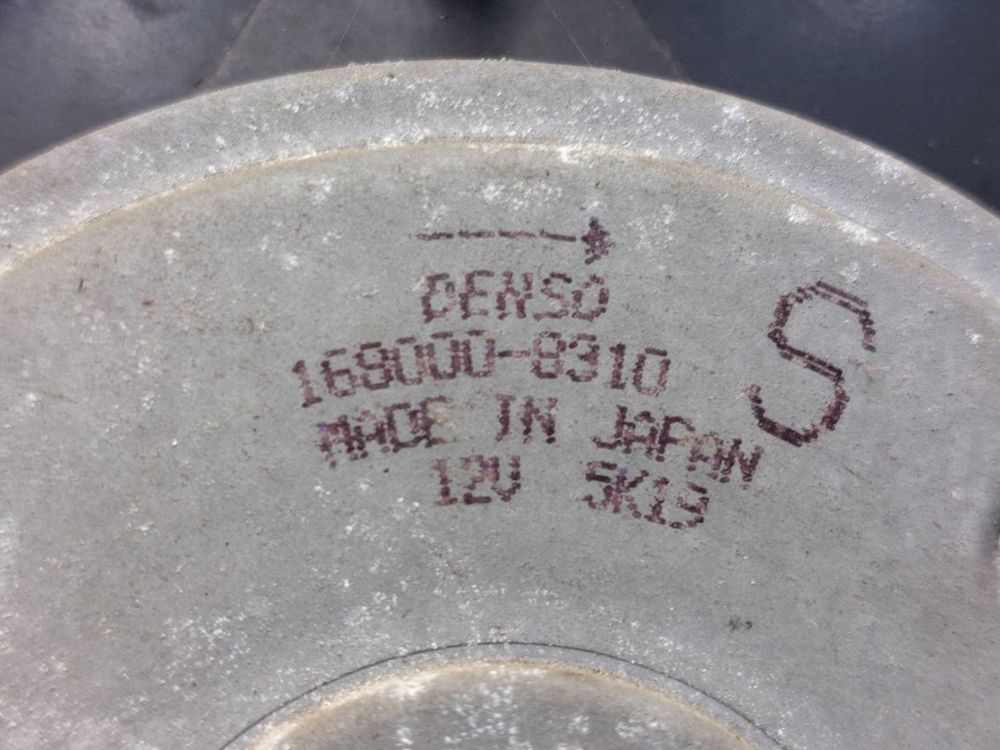 DENSO
168000-8310
MADE IN JAPAN
12V 5K19
S